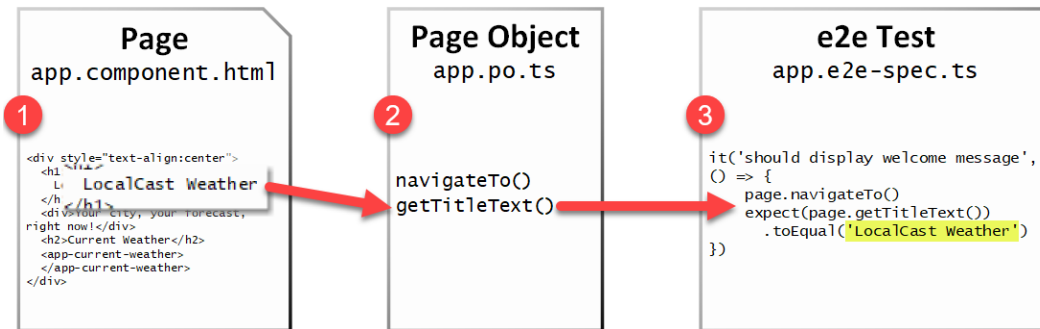 Page
app.component.html
1
<div style="text-align:center">
<h1
LocalCast Weather
</h1>
<div>Your city, your forecast,
right now!</div>
<h2>Current Weather</h2>
<app-current-weather>
</app-current-weather>
</div>
Page Object
app.po.ts
2
navigateTo()
getTitleText()
e2e Test
app.e2e-spec.ts
3
it('should display welcome message',
() => {
page.navigateTo()
expect(page.getTitleText())
.toEqual('LocalCast Weather')
})